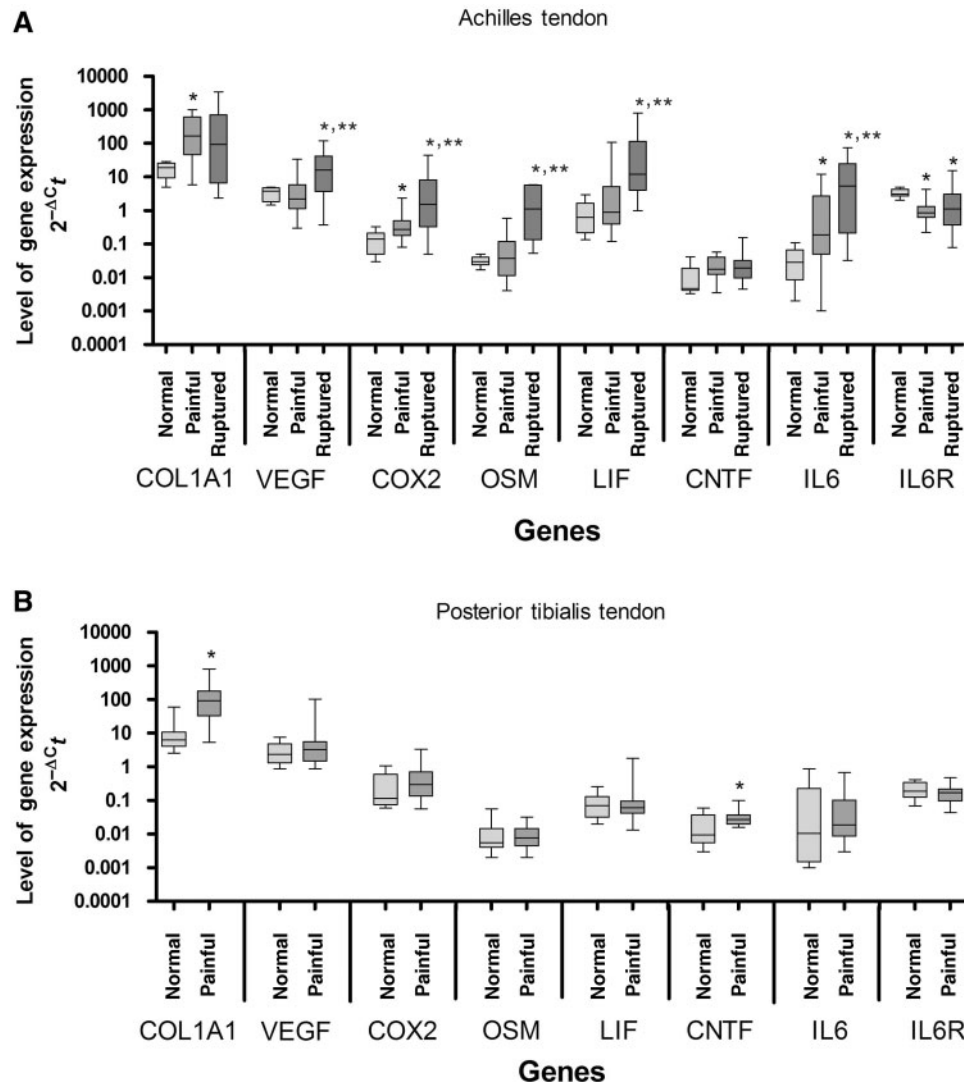 A
Achilles tendon
Level of gene expression
2^−ΔCt
10000
1000
100
10
1
0.1
0.01
0.001
0.0001
*
*,**
*
*,**
*,**
*,**
*
*,**
*
*
Normal
Painful
Ruptured
Normal
Painful
Ruptured
Normal
Painful
Ruptured
Normal
Painful
Ruptured
Normal
Painful
Ruptured
Normal
Painful
Ruptured
Normal
Painful
Ruptured
Normal
Painful
Ruptured
COL1A1 VEGF COX2 OSM LIF CNTF IL6 IL6R
Genes
B
Posterior tibialis tendon
Level of gene expression
2^−ΔCt
10000
1000
100
10
1
0.1
0.01
0.001
0.0001
*
*
Normal
Painful
Normal
Painful
Normal
Painful
Normal
Painful
Normal
Painful
Normal
Painful
Normal
Painful
Normal
Painful
COL1A1 VEGF COX2 OSM LIF CNTF IL6 IL6R
Genes